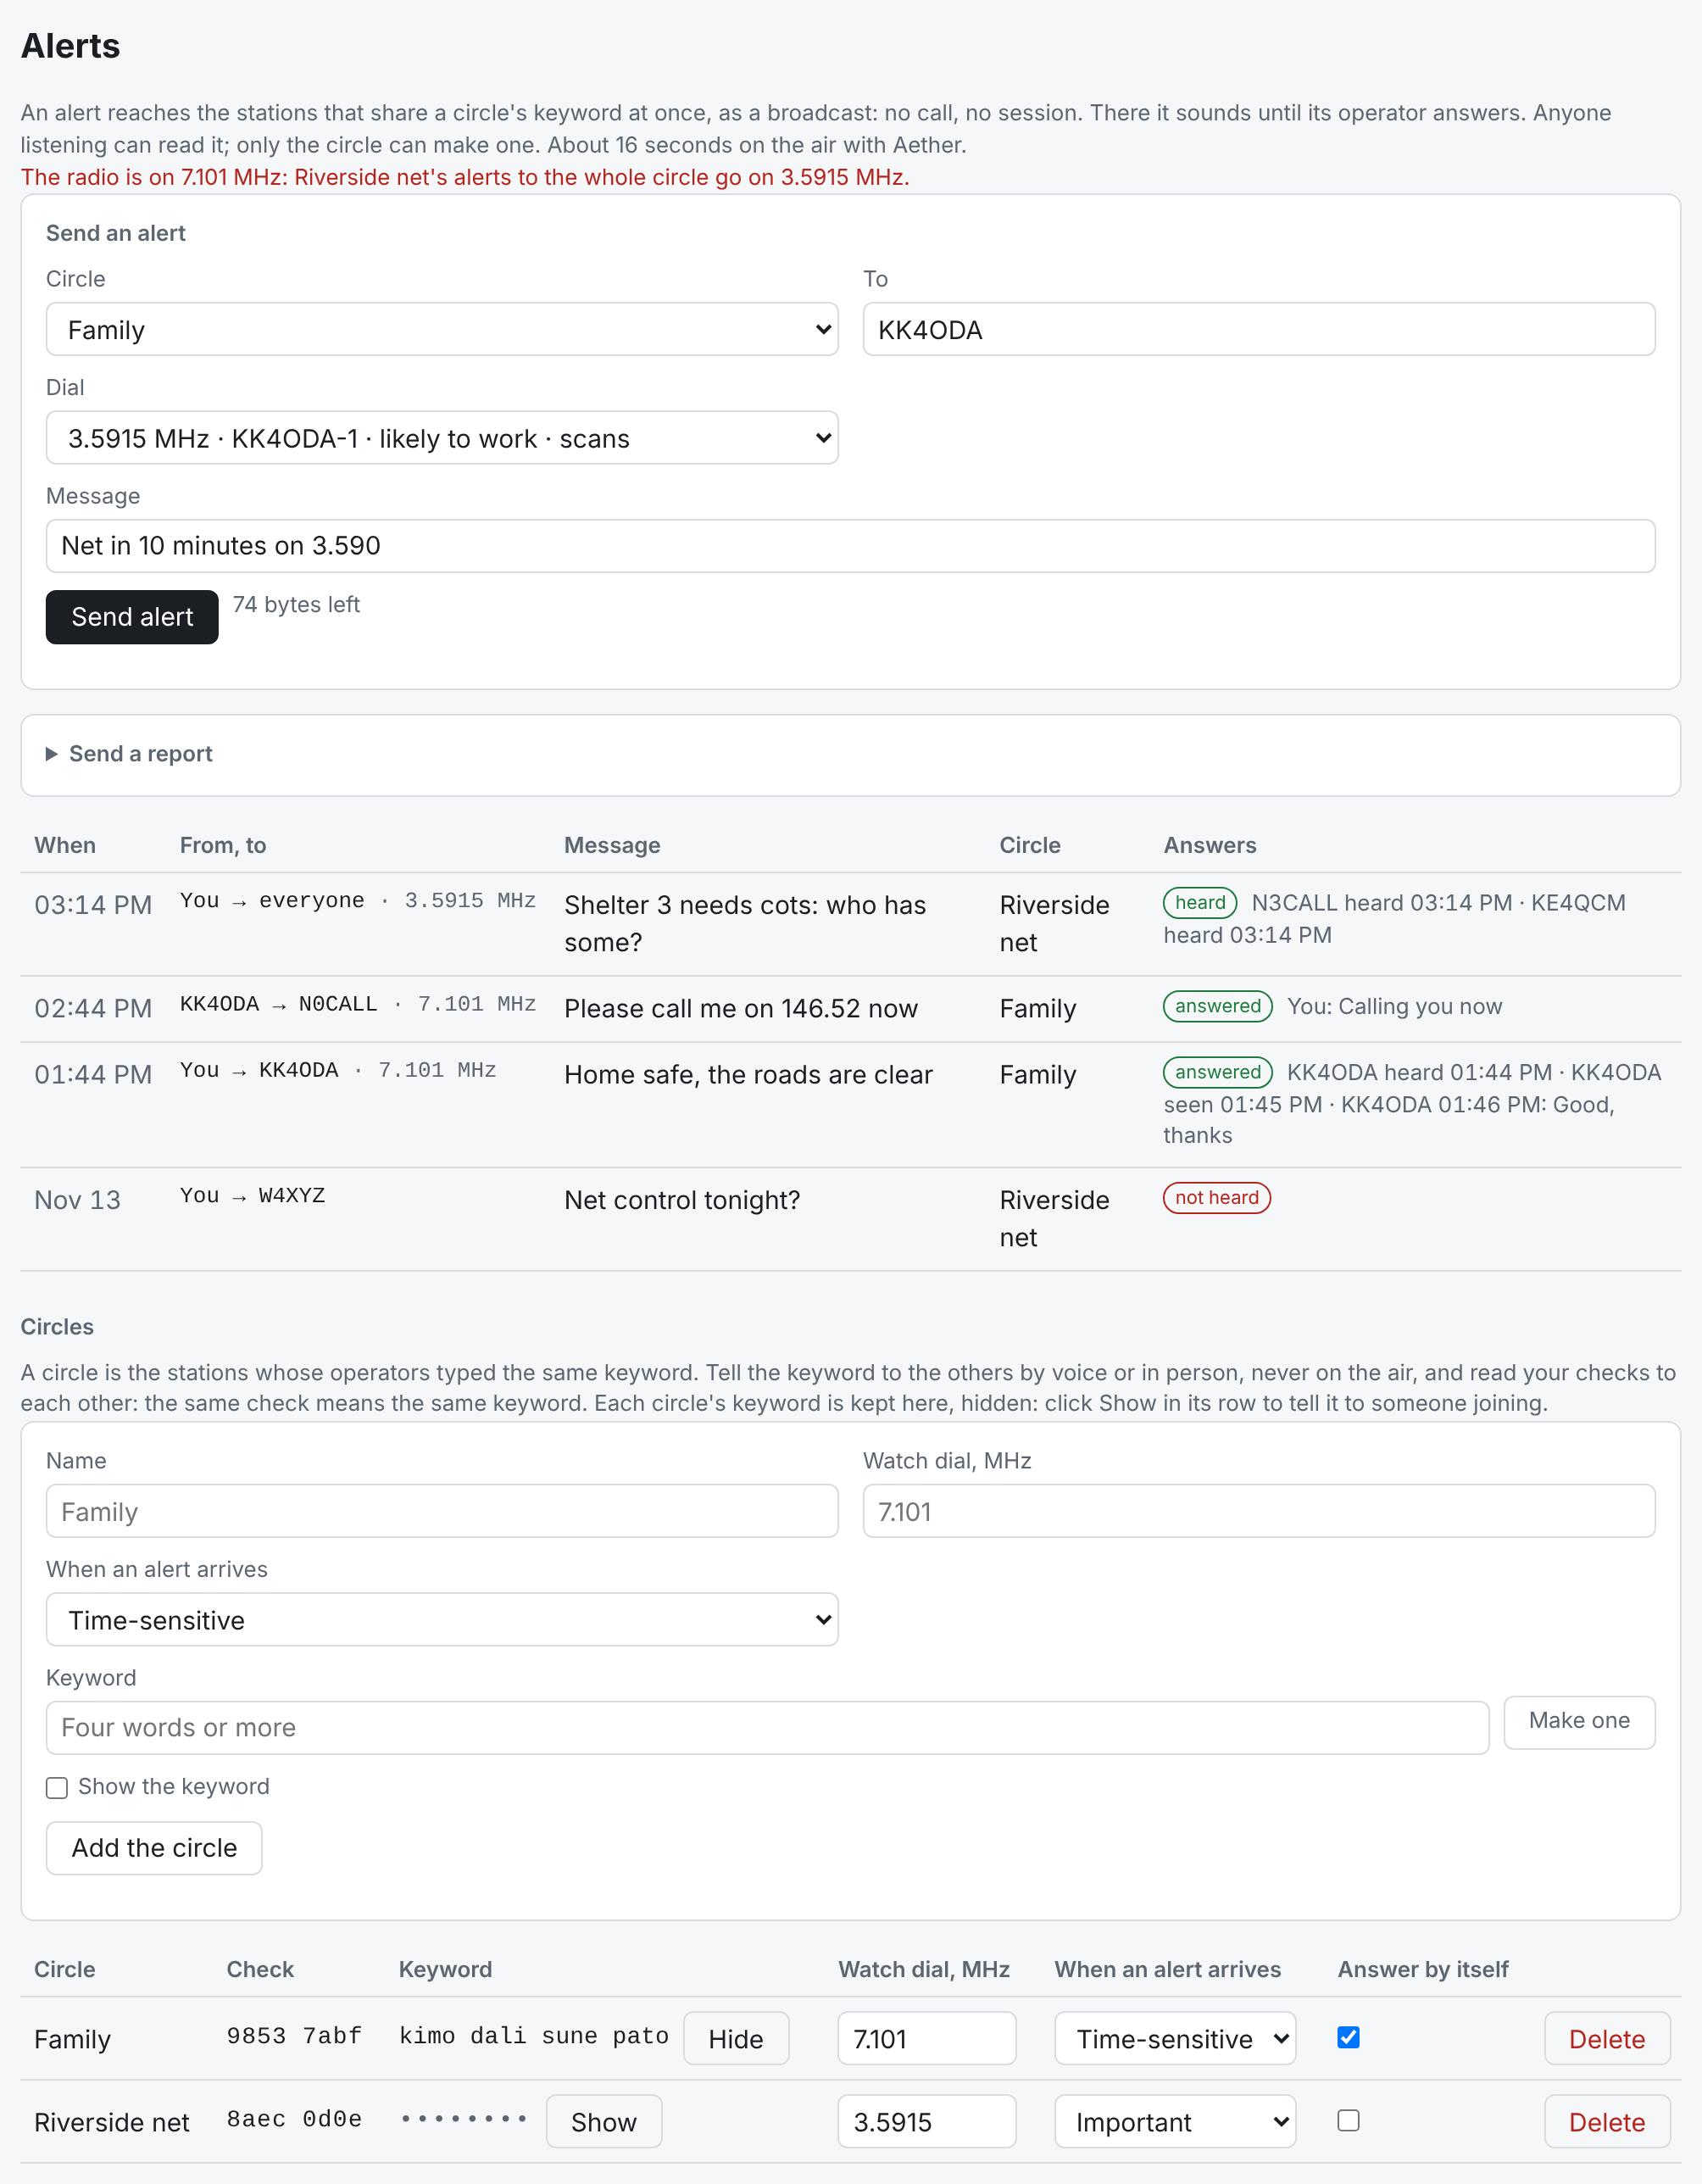 Alerts
An alert reaches the stations that share a circle's keyword at once, as a broadcast: no call, no session. There it sounds until its operator answers. Anyone
listening can read it; only the circle can make one. About 16 seconds on the air with Aether.
The radio is on 7.101 MHz: Riverside net's alerts to the whole circle go on 3.5915 MHz.
Send an alert
Circle
To
Family
KK4ODA
Dial
3.5915 MHz · KK4ODA-1 · likely to work · scans
Message
Net in 10 minutes on 3.590
Send alert
74 bytes left
▶ Send a report
When From, to Message Circle Answers
03:14 PM You → everyone · 3.5915 MHz Shelter 3 needs cots: who has Riverside heard N3CALL heard 03:14 PM · KE4QCM
some? net heard 03:14 PM
02:44 PM KK4ODA → N0CALL · 7.101 MHz Please call me on 146.52 now Family answered You: Calling you now
01:44 PM You → KK4ODA · 7.101 MHz Home safe, the roads are clear Family answered KK4ODA heard 01:44 PM · KK4ODA
seen 01:45 PM · KK4ODA 01:46 PM: Good,
thanks
Nov 13 You → W4XYZ Net control tonight? Riverside not heard
net
Circles
A circle is the stations whose operators typed the same keyword. Tell the keyword to the others by voice or in person, never on the air, and read your checks to
each other: the same check means the same keyword. Each circle's keyword is kept here, hidden: click Show in its row to tell it to someone joining.
Name
Watch dial, MHz
Family
7.101
When an alert arrives
Time-sensitive
Keyword
Four words or more
Make one
Show the keyword
Add the circle
Circle Check Keyword Watch dial, MHz When an alert arrives Answer by itself
Family 9853 7abf kimo dali sune pato Hide 7.101 Time-sensitive Delete
Riverside net 8aec 0d0e •••••••• Show 3.5915 Important Delete